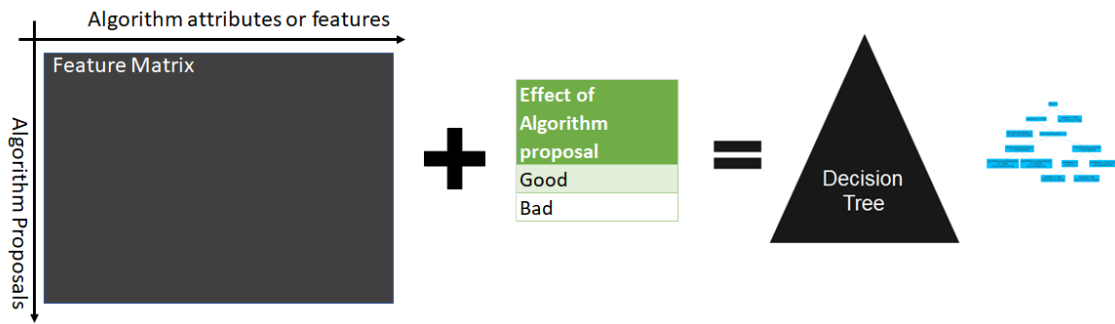 Algorithm attributes or features
Feature Matrix
Algorithm Proposals
Effect of
Algorithm
proposal
Good
Bad
Decision
Tree